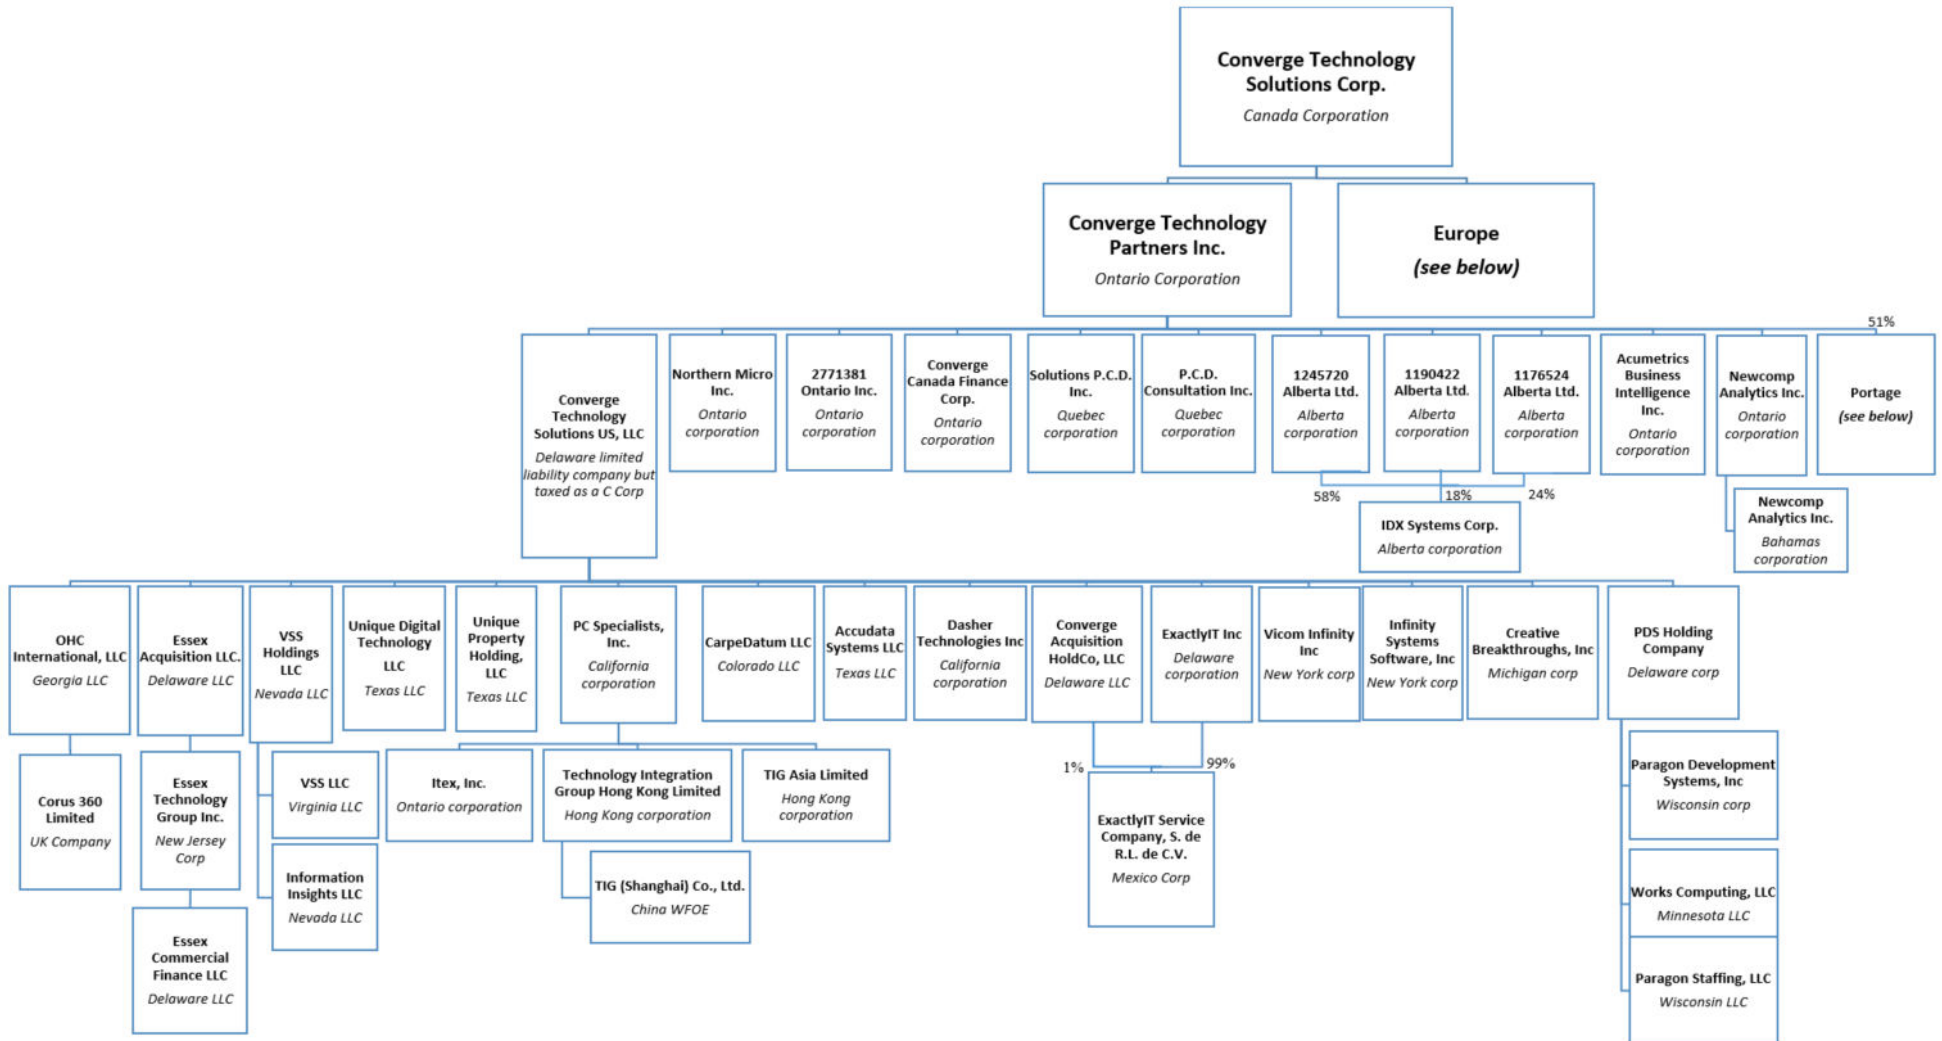 Converge Technology
Solutions Corp.
Canada Corporation
Converge Technology
Partners Inc.
Ontario Corporation
Europe
(see below)
51%
Converge
Technology
Solutions US, LLC
Delaware limited
liability company but
taxed as a C Corp
Northern Micro
Inc.
Ontario
corporation
2771381
Ontario Inc.
Ontario
corporation
Converge
Canada Finance
Corp.
Ontario
corporation
Solutions P.C.D.
Inc.
Quebec
corporation
P.C.D.
Consultation Inc.
Quebec
corporation
1245720
Alberta Ltd.
Alberta
corporation
1190422
Alberta Ltd.
Alberta
corporation
1176524
Alberta Ltd.
Alberta
corporation
Acumetrics
Business
Intelligence
Inc.
Ontario
corporation
Newcomp
Analytics Inc.
Ontario
corporation
Portage
(see below)
58%
18%
24%
IDX Systems Corp.
Alberta corporation
Newcomp
Analytics Inc.
Bahamas
corporation
OHC
International, LLC
Georgia LLC
Essex
Acquisition LLC.
Delaware LLC
VSS
Holdings
LLC
Nevada LLC
Unique Digital
Technology
LLC
Texas LLC
Unique
Property
Holding,
LLC
Texas LLC
PC Specialists,
Inc.
California
corporation
CarpeDatum LLC
Colorado LLC
Accudata
Systems LLC
Texas LLC
Dasher
Technologies Inc
California
corporation
Converge
Acquisition
HoldCo, LLC
Delaware LLC
ExactlyIT Inc
Delaware
corporation
Vicom Infinity
Inc
New York corp
Infinity
Systems
Software, Inc
New York corp
Creative
Breakthroughs, Inc
Michigan corp
PDS Holding
Company
Delaware corp
Corus 360
Limited
UK Company
Essex
Technology
Group Inc.
New Jersey
Corp
VSS LLC
Virginia LLC
Itex, Inc.
Ontario corporation
Technology Integration
Group Hong Kong Limited
Hong Kong corporation
TIG Asia Limited
Hong Kong
corporation
1%
99%
ExactlyIT Service
Company, S. de
R.L. de C.V.
Mexico Corp
Paragon Development
Systems, Inc
Wisconsin corp
Information
Insights LLC
Nevada LLC
TIG (Shanghai) Co., Ltd.
China WFOE
Works Computing, LLC
Minnesota LLC
Essex
Commercial
Finance LLC
Delaware LLC
Paragon Staffing, LLC
Wisconsin LLC